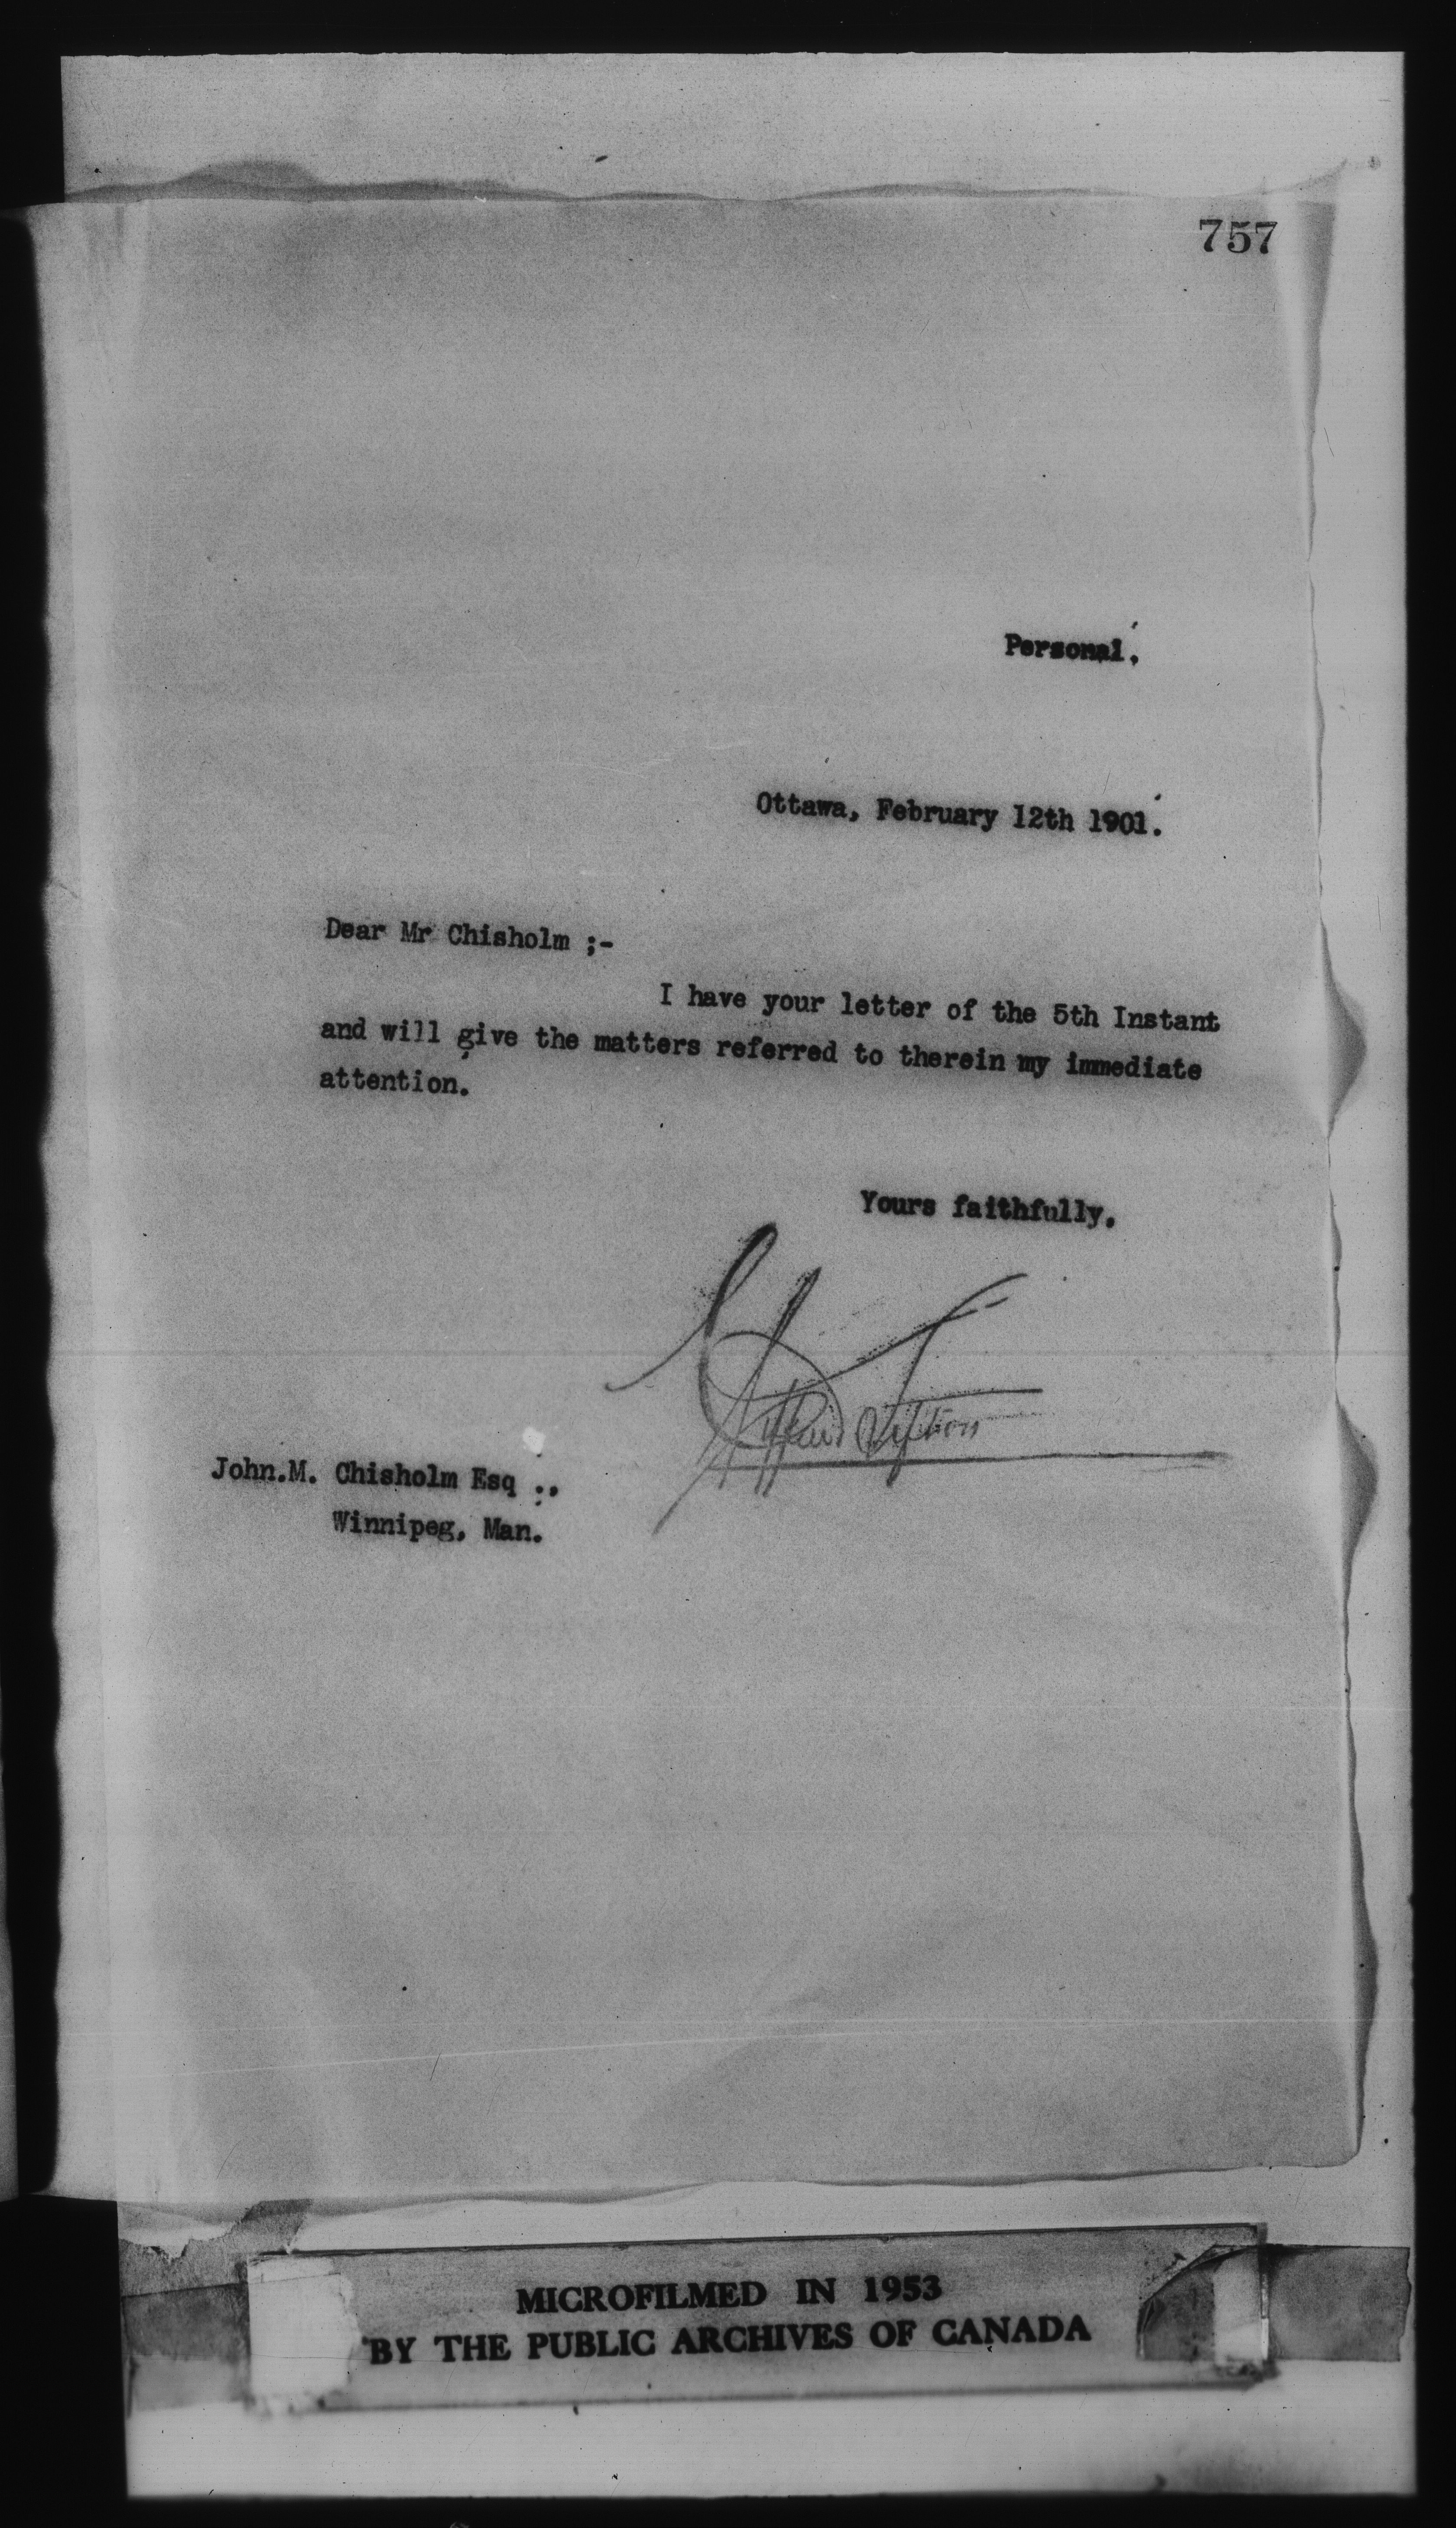 757
Personal.
Ottawa, February 12th 1901.
Dear Mr Chisholm ;-
I have your letter of the 5th Instant
and will give the matters referred to therein my immediate
attention.
Yours faithfully.
Clifford Sifton
John.M. Chisholm Esq .,
Winnipeg, Man.
MICROFILMED IN 1953
BY THE PUBLIC ARCHIVES OF CANADA